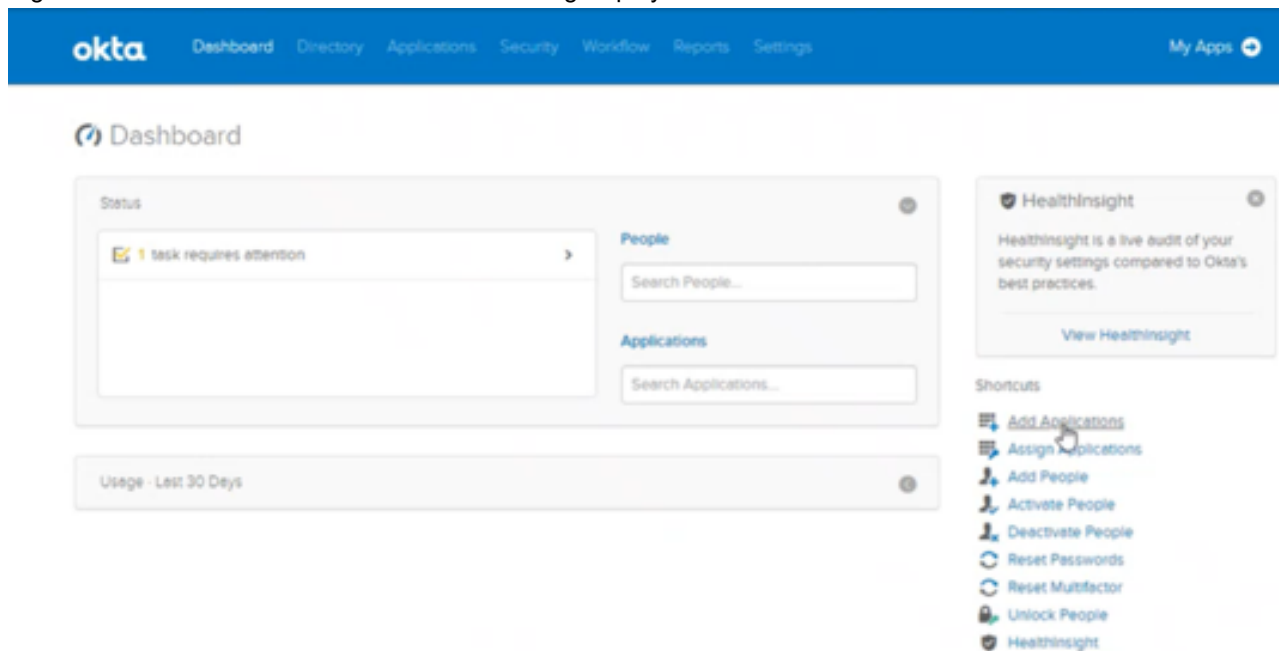 okta Dashboard Directory Applications Security Workflow Reports Settings My Apps
Dashboard
Status
1 task requires attention
People
Search People...
Applications
Search Applications...
Usage - Last 30 Days
HealthInsight
HealthInsight is a live audit of your
security settings compared to Okta's
best practices.
View HealthInsight
Shortcuts
Add Applications
Assign Applications
Add People
Activate People
Deactivate People
Reset Passwords
Reset Multifactor
Unlock People
HealthInsight